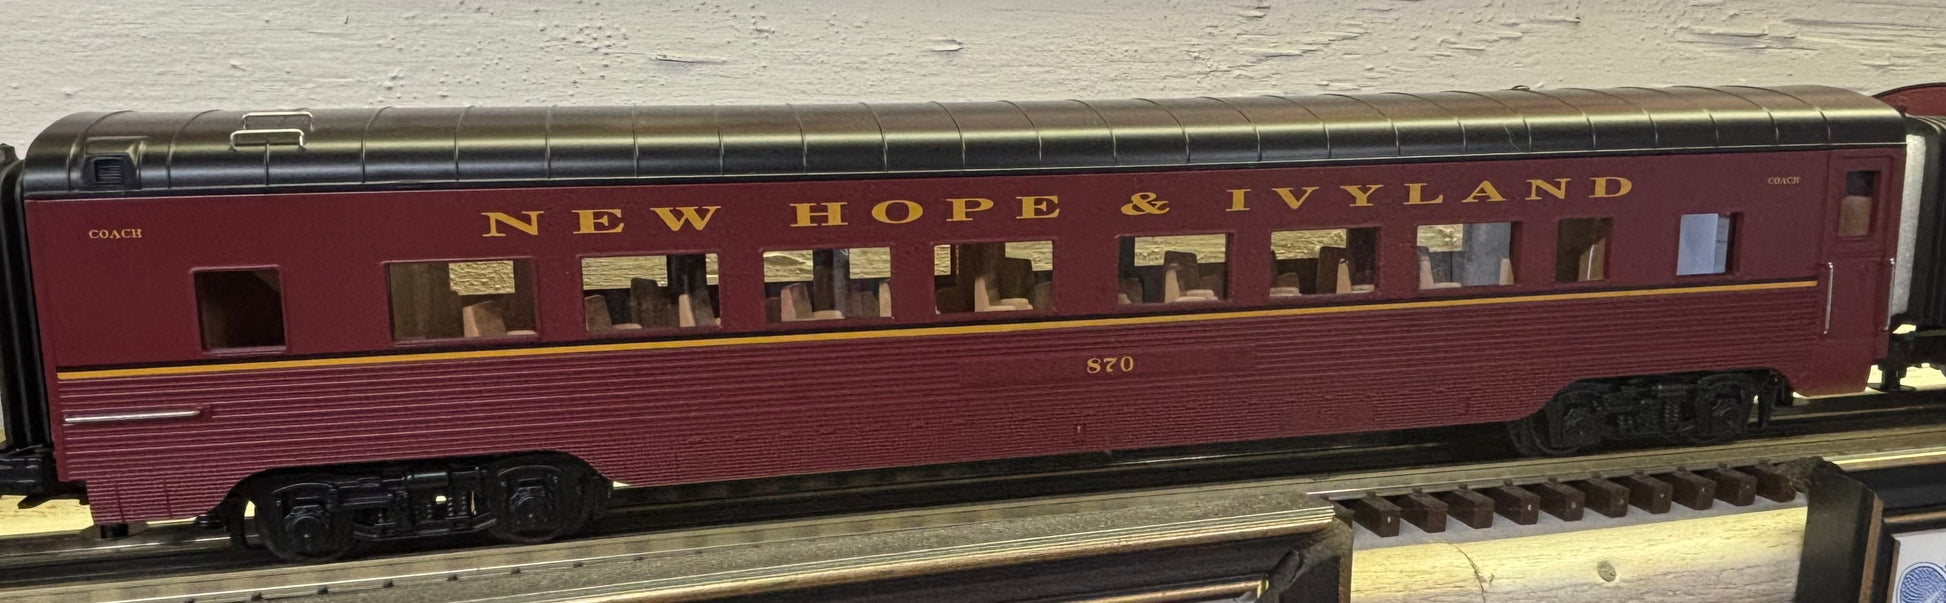 NEW HOPE & IVYLAND
COACH
COACH
870